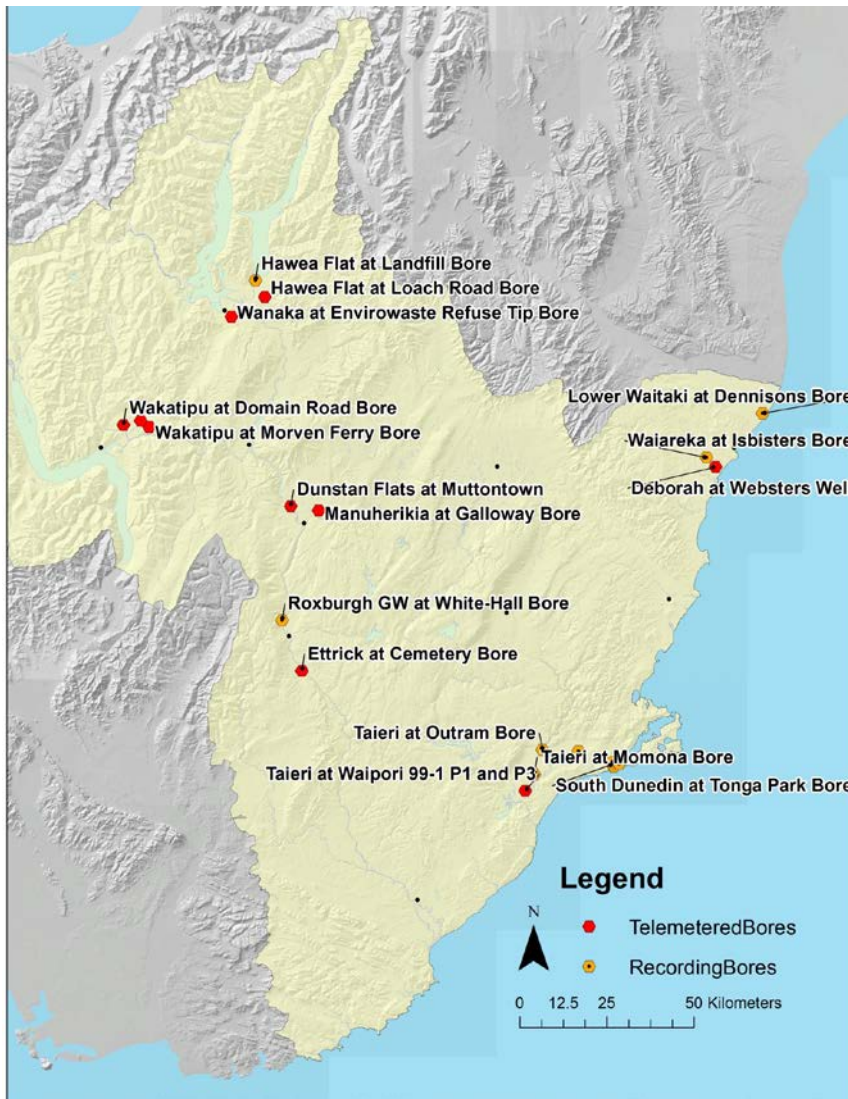 Hawea Flat at Landfill Bore
Hawea Flat at Loach Road Bore
Wanaka at Envirowaste Refuse Tip Bore
Lower Waitaki at Dennisons Bore
Wakatipu at Domain Road Bore
Wakatipu at Morven Ferry Bore
Waiareka at Isbisters Bore
Deborah at Websters Wel
Dunstan Flats at Muttontown
Manuherikia at Galloway Bore
Roxburgh GW at White-Hall Bore
Ettrick at Cemetery Bore
Taieri at Outram Bore
Taieri at Momona Bore
Taieri at Waipori 99-1 P1 and P3
South Dunedin at Tonga Park Bore
Legend
N
TelemeteredBores
RecordingBores
0 12.5 25 50 Kilometers